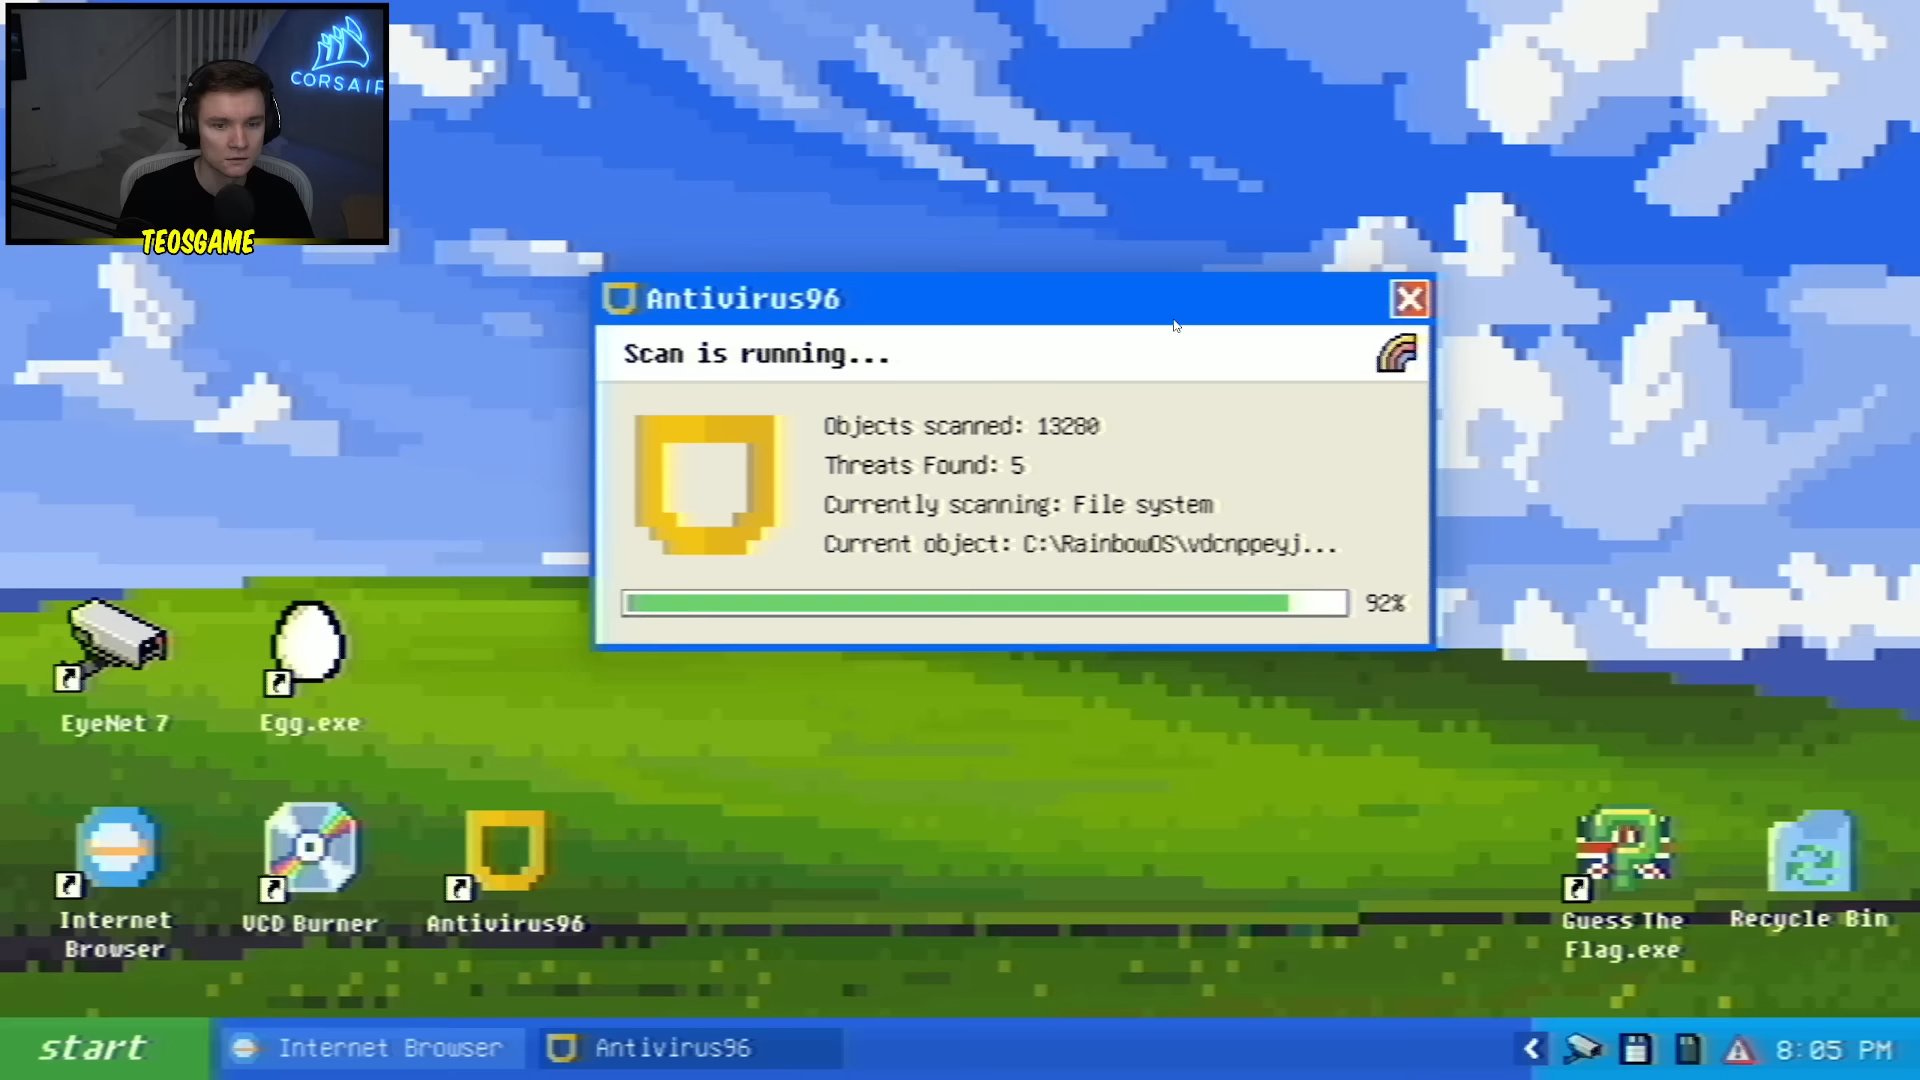 CORSAIR
TEOSGAME
Antivirus96
Scan is running...
Objects scanned: 13280
Threats Found: 5
Currently scanning: File system
Current object: C:\RainbowOS\vdcnppeyj...
92%
EyeNet 7
Egg.exe
Internet
Browser
VCD Burner
Antivirus96
Guess The
Flag.exe
Recycle Bin
start
Internet Browser
Antivirus96
8:05 PM